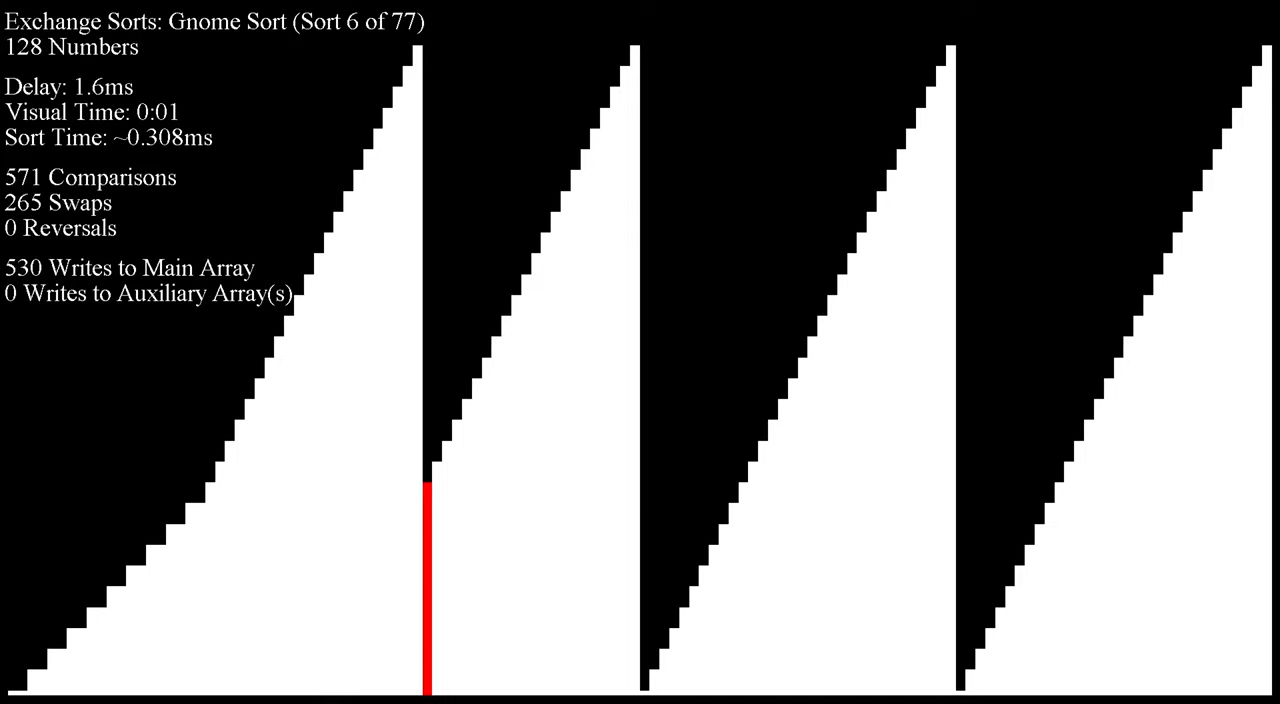 Exchange Sorts: Gnome Sort (Sort 6 of 77)
128 Numbers
Delay: 1.6ms
Visual Time: 0:01
Sort Time: ~0.308ms
571 Comparisons
265 Swaps
0 Reversals
530 Writes to Main Array
0 Writes to Auxiliary Array(s)